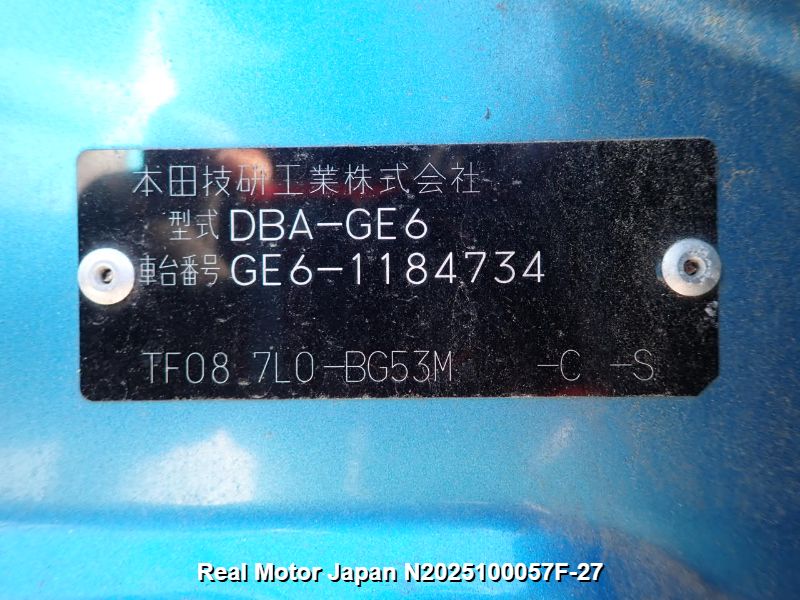 本田技研工業株式会社
型式 DBA-GE6
車台番号 GE6-1184734
TF08 7L0-BG53M -C -S
Real Motor Japan N2025100057F-27